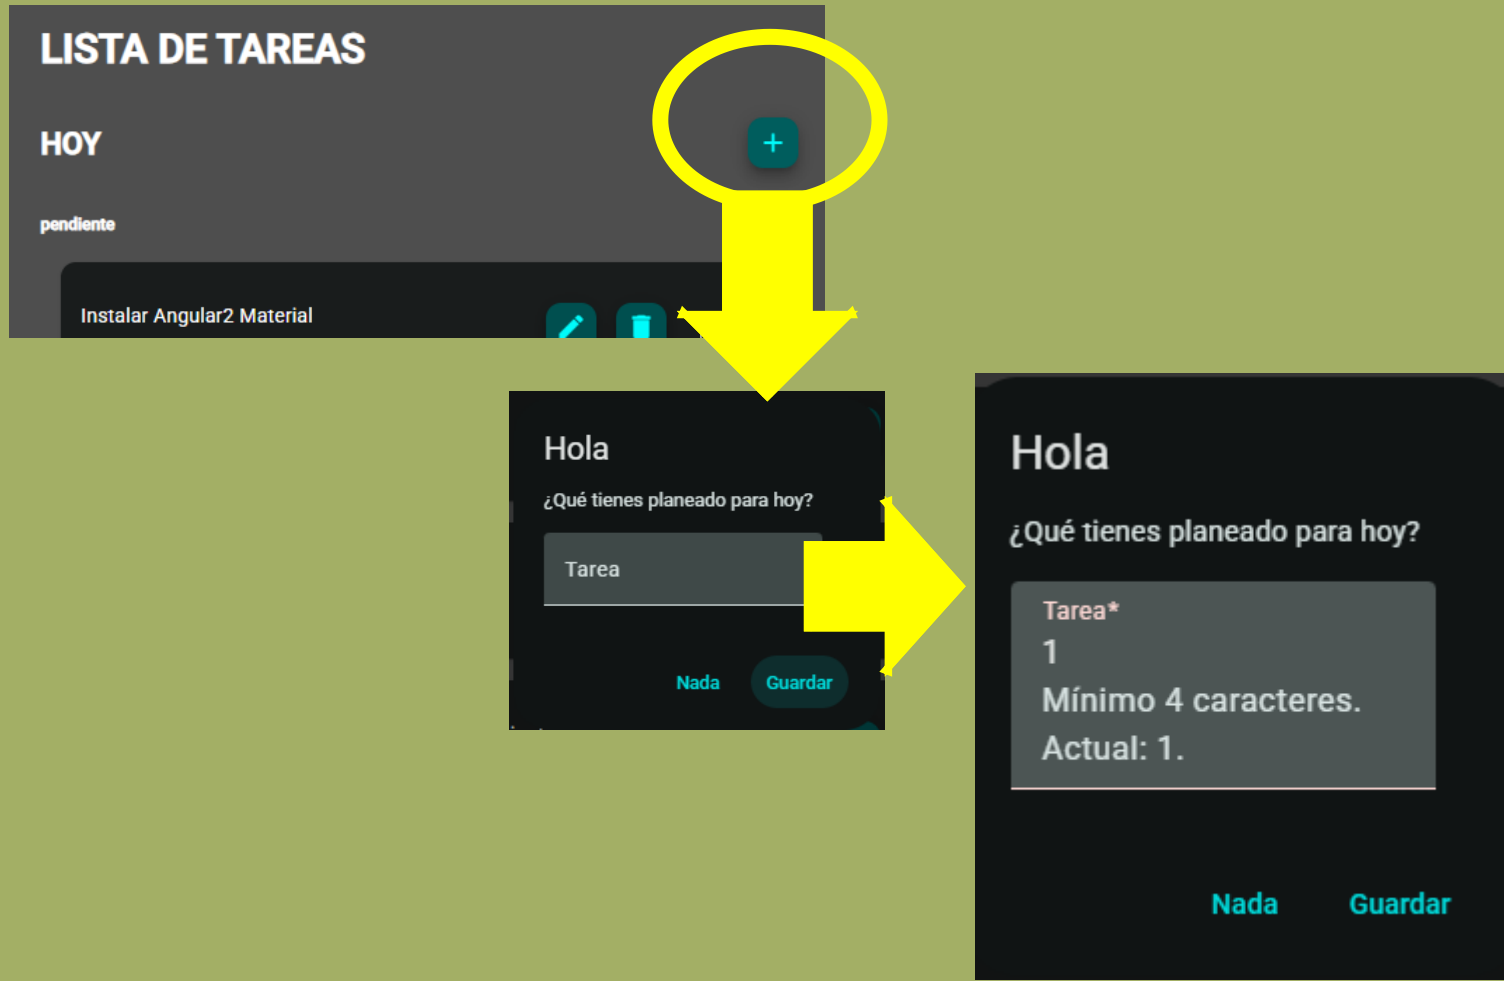 LISTA DE TAREAS
HOY
+
pendiente
Instalar Angular2 Material
Hola
¿Qué tienes planeado para hoy?
Tarea
Nada Guardar
Hola
¿Qué tienes planeado para hoy?
Tarea*
1
Mínimo 4 caracteres.
Actual: 1.
Nada Guardar